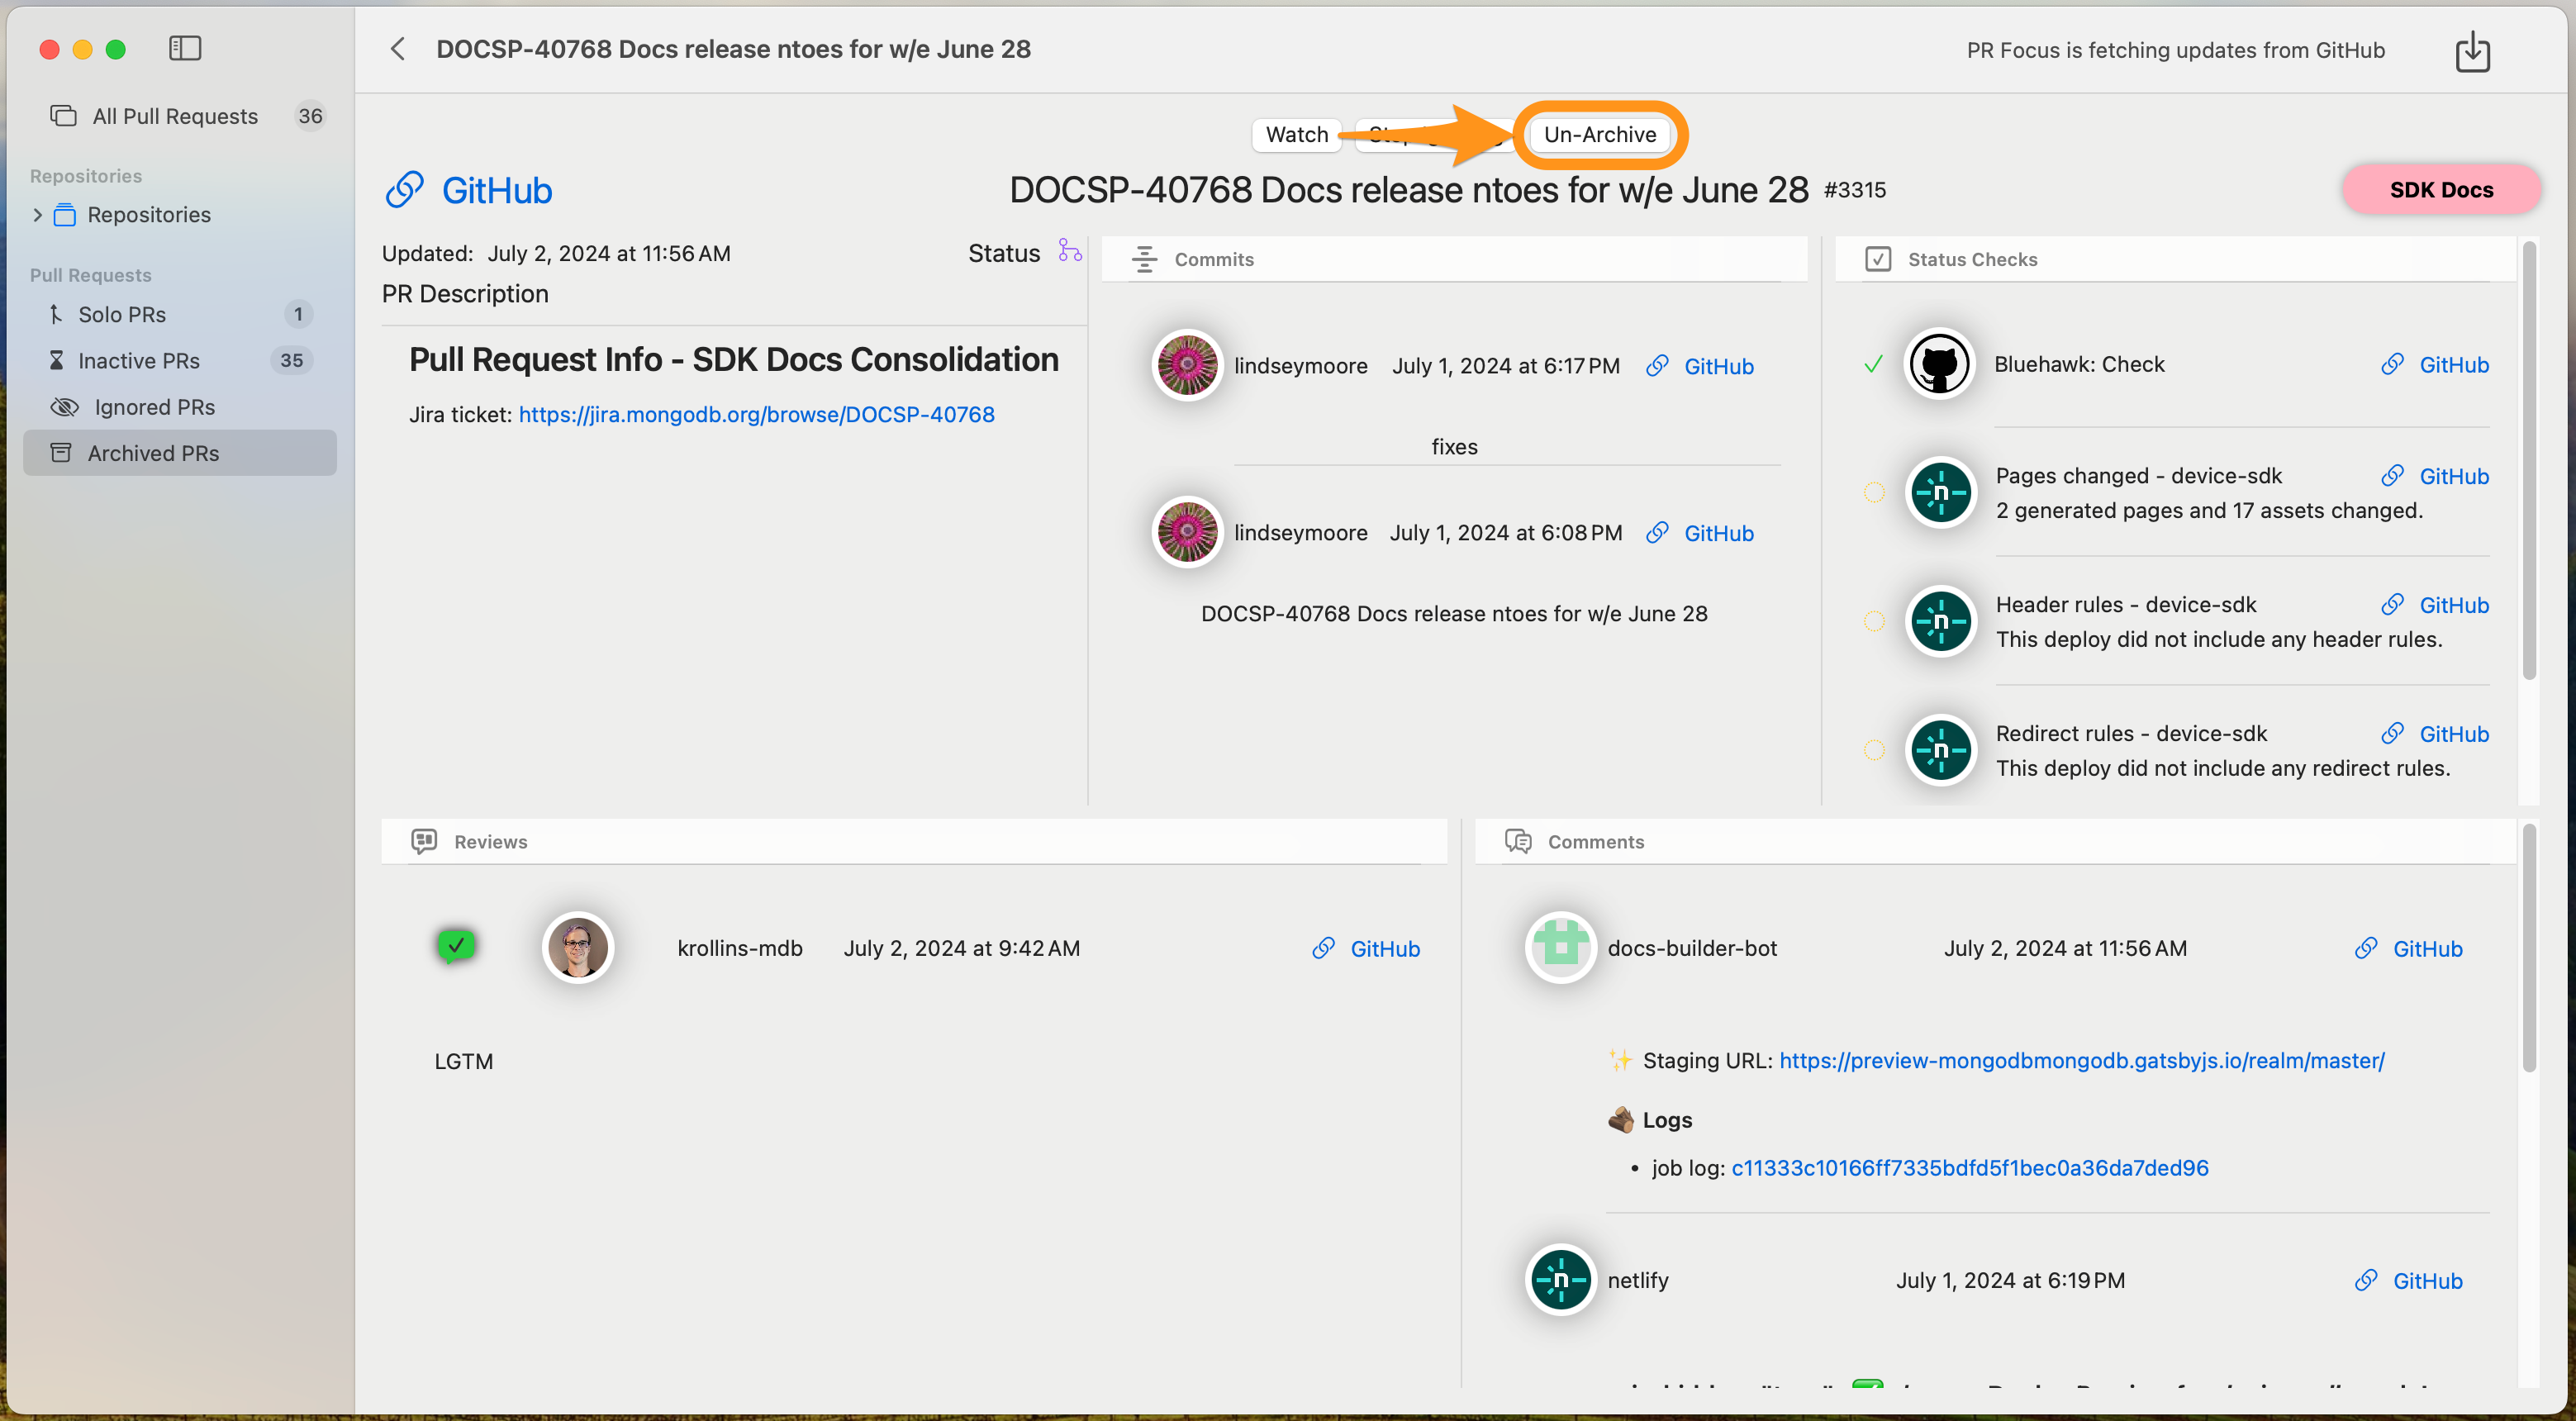 DOCSP-40768 Docs release ntoes for w/e June 28
PR Focus is fetching updates from GitHub
All Pull Requests 36
Repositories
Repositories
Pull Requests
Solo PRs 1
Inactive PRs 35
Ignored PRs
Archived PRs
Watch
Un-Archive
GitHub
DOCSP-40768 Docs release ntoes for w/e June 28 #3315
SDK Docs
Updated: July 2, 2024 at 11:56 AM
Status
PR Description
Pull Request Info - SDK Docs Consolidation
Jira ticket: https://jira.mongodb.org/browse/DOCSP-40768
Commits
lindseymoore July 1, 2024 at 6:17 PM GitHub
fixes
lindseymoore July 1, 2024 at 6:08 PM GitHub
DOCSP-40768 Docs release ntoes for w/e June 28
Status Checks
Bluehawk: Check GitHub
Pages changed - device-sdk GitHub
2 generated pages and 17 assets changed.
Header rules - device-sdk GitHub
This deploy did not include any header rules.
Redirect rules - device-sdk GitHub
This deploy did not include any redirect rules.
Reviews
krollins-mdb July 2, 2024 at 9:42 AM GitHub
LGTM
Comments
docs-builder-bot July 2, 2024 at 11:56 AM GitHub
✨ Staging URL: https://preview-mongodbmongodb.gatsbyjs.io/realm/master/
🪵 Logs
• job log: c11333c10166ff7335bdfd5f1bec0a36da7ded96
netlify July 1, 2024 at 6:19 PM GitHub